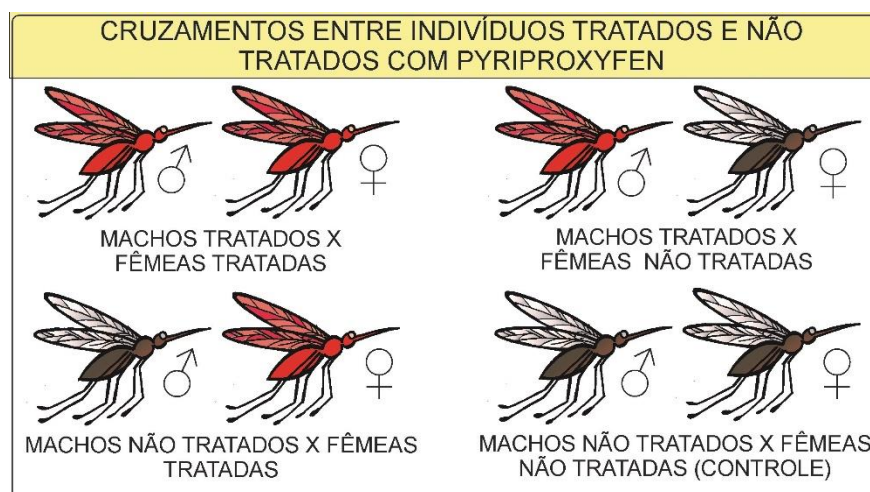 CRUZAMENTOS ENTRE INDIVÍDUOS TRATADOS E NÃO
TRATADOS COM PYRIPROXYFEN
MACHOS TRATADOS X
FÊMEAS TRATADAS
MACHOS TRATADOS X
FÊMEAS NÃO TRATADAS
MACHOS NÃO TRATADOS X FÊMEAS
TRATADAS
MACHOS NÃO TRATADOS X FÊMEAS
NÃO TRATADAS (CONTROLE)